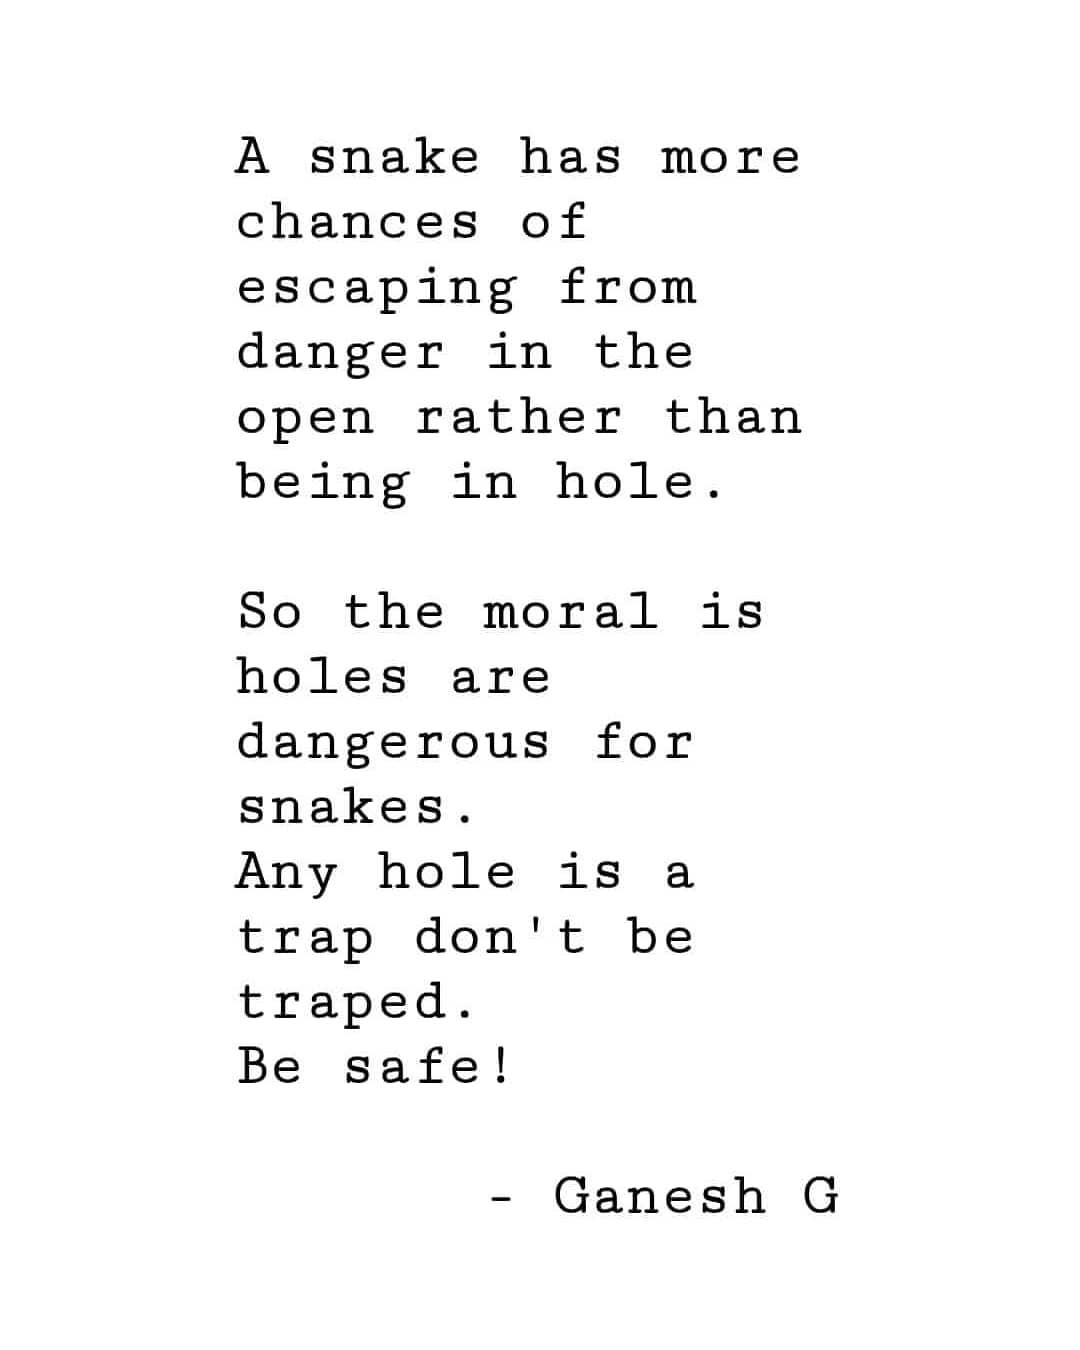 A snake has more
chances of
escaping from
danger in the
open rather than
being in hole.
So the moral is
holes are
dangerous for
snakes.
Any hole is a
trap don't be
traped.
Be safe!
- Ganesh G